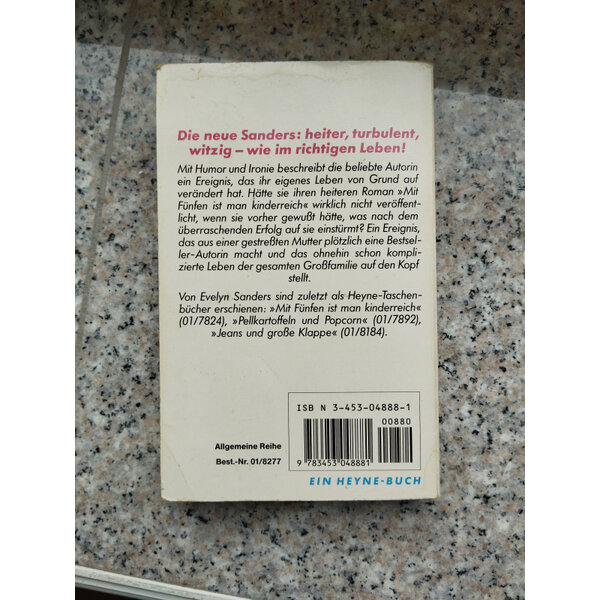 Die neue Sanders: heiter, turbulent,
witzig – wie im richtigen Leben!
Mit Humor und Ironie beschreibt die beliebte Autorin
ein Ereignis, das ihr eigenes Leben von Grund auf
verändert hat. Hätte sie ihren heiteren Roman »Mit
Fünfen ist man kinderreich« wirklich nicht veröffent-
licht, wenn sie vorher gewußt hätte, was nach dem
überraschenden Erfolg auf sie einstürmt? Ein Ereignis,
das aus einer gestreßten Mutter plötzlich eine Bestsel-
ler-Autorin macht und das ohnehin schon kompli-
zierte Leben der gesamten Großfamilie auf den Kopf
stellt.
Von Evelyn Sanders sind zuletzt als Heyne-Taschen-
bücher erschienen: »Mit Fünfen ist man kinderreich«
(01/7824), »Pellkartoffeln und Popcorn« (01/7892),
»Jeans und große Klappe« (01/8184).
ISBN 3-453-04888-1
00880
Allgemeine Reihe
Best.-Nr. 01/8277
9 783453 048881
EIN HEYNE-BUCH